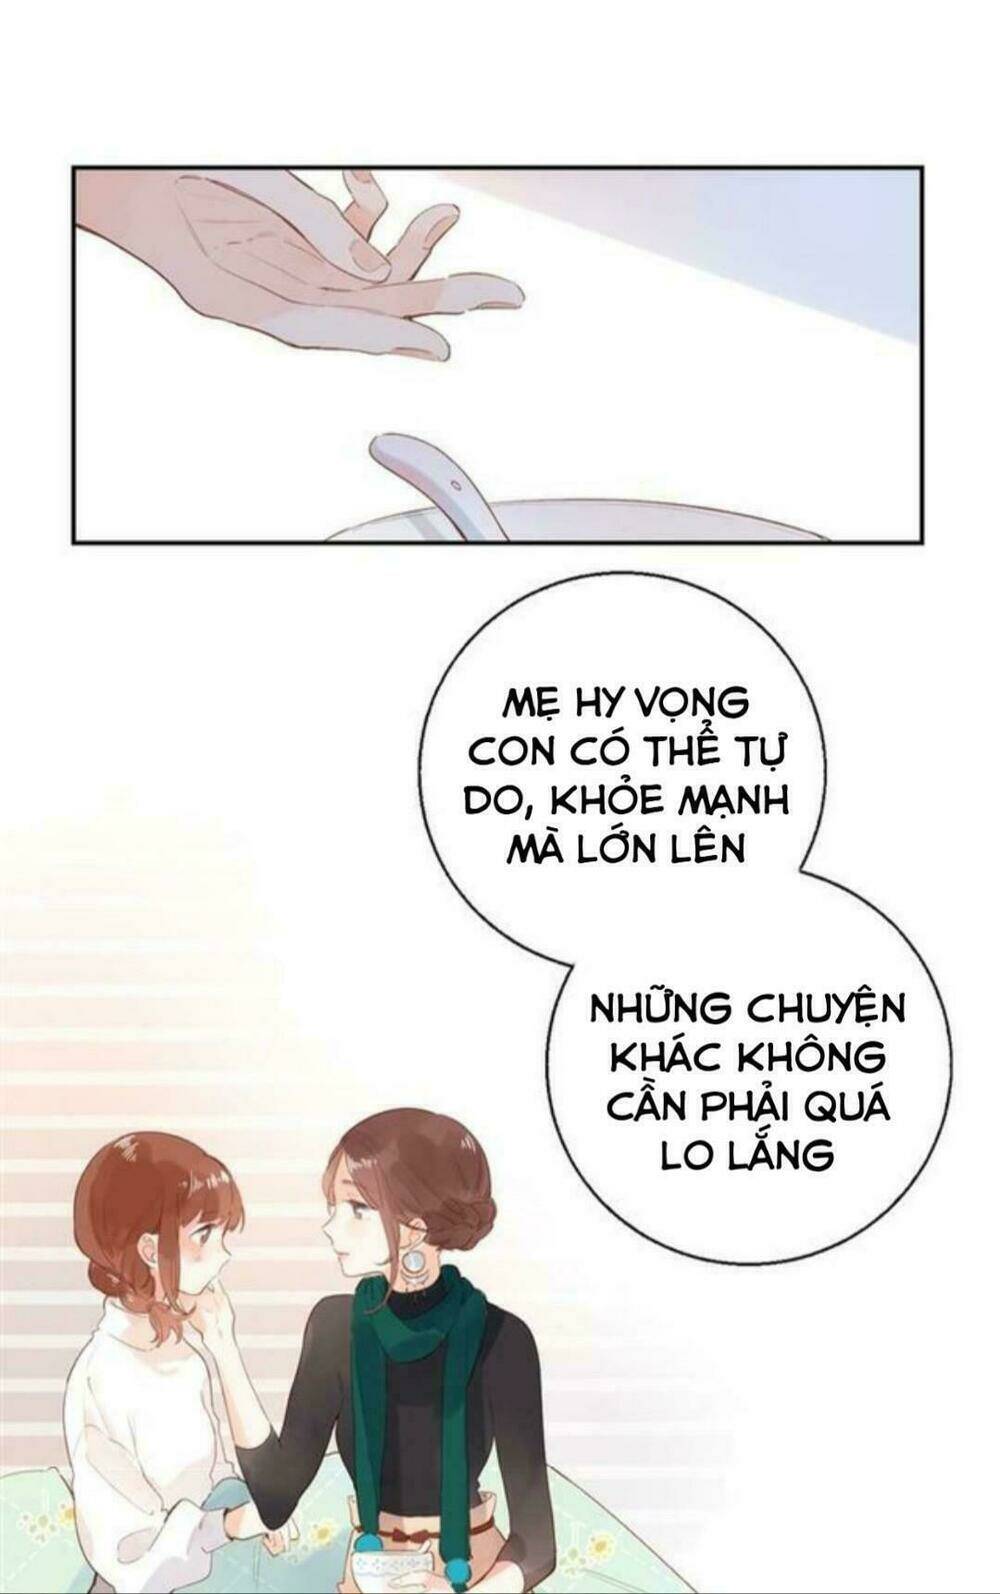 MẸ HY VỌNG
CON CÓ THỂ TỰ
DO, KHỎE MẠNH
MÀ LỚN LÊN
NHỮNG CHUYỆN
KHÁC KHÔNG
CẦN PHẢI QUÁ
LO LẮNG